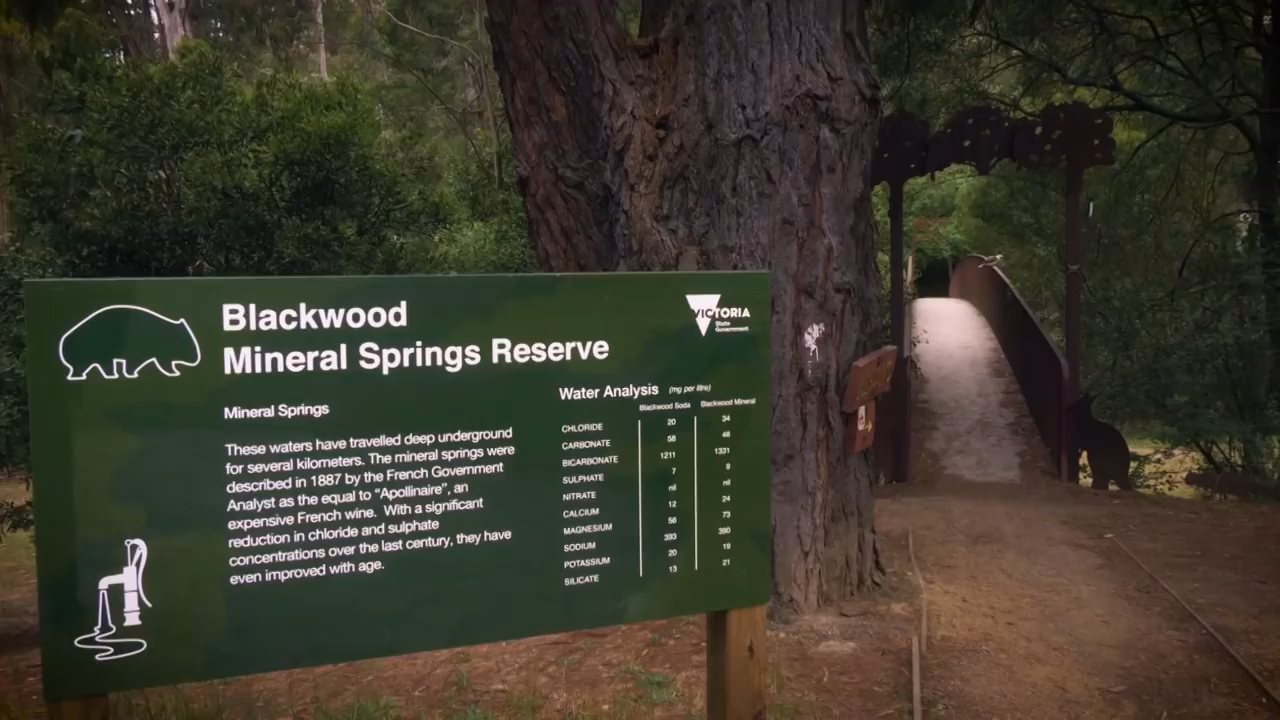 Blackwood
Mineral Springs Reserve
VICTORIA
State
Government
Mineral Springs
These waters have travelled deep underground
for several kilometers. The mineral springs were
described in 1887 by the French Government
Analyst as the equal to “Apollinaire”, an
expensive French wine. With a significant
reduction in chloride and sulphate
concentrations over the last century, they have
even improved with age.
Water Analysis (mg per litre)
Blackwood Soda Blackwood Mineral
CHLORIDE 20 34
CARBONATE 58 48
BICARBONATE 1211 1331
SULPHATE 7 9
NITRATE nil nil
CALCIUM 12 24
MAGNESIUM 56 73
SODIUM 393 390
POTASSIUM 20 19
SILICATE 13 21